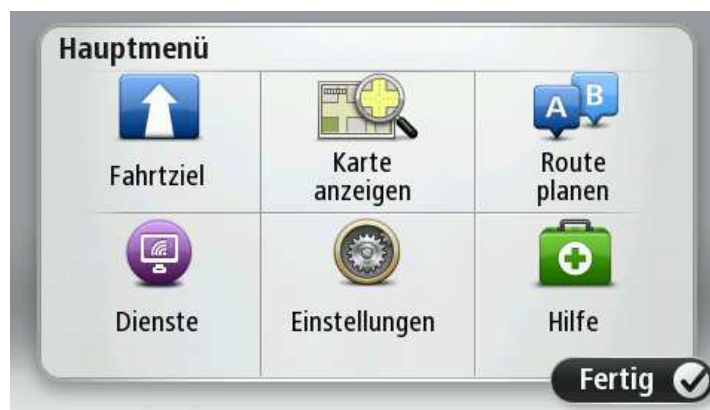 Hauptmenü
Fahrtziel
Karte
anzeigen
A B
Route
planen
Dienste
Einstellungen
Hilfe
Fertig